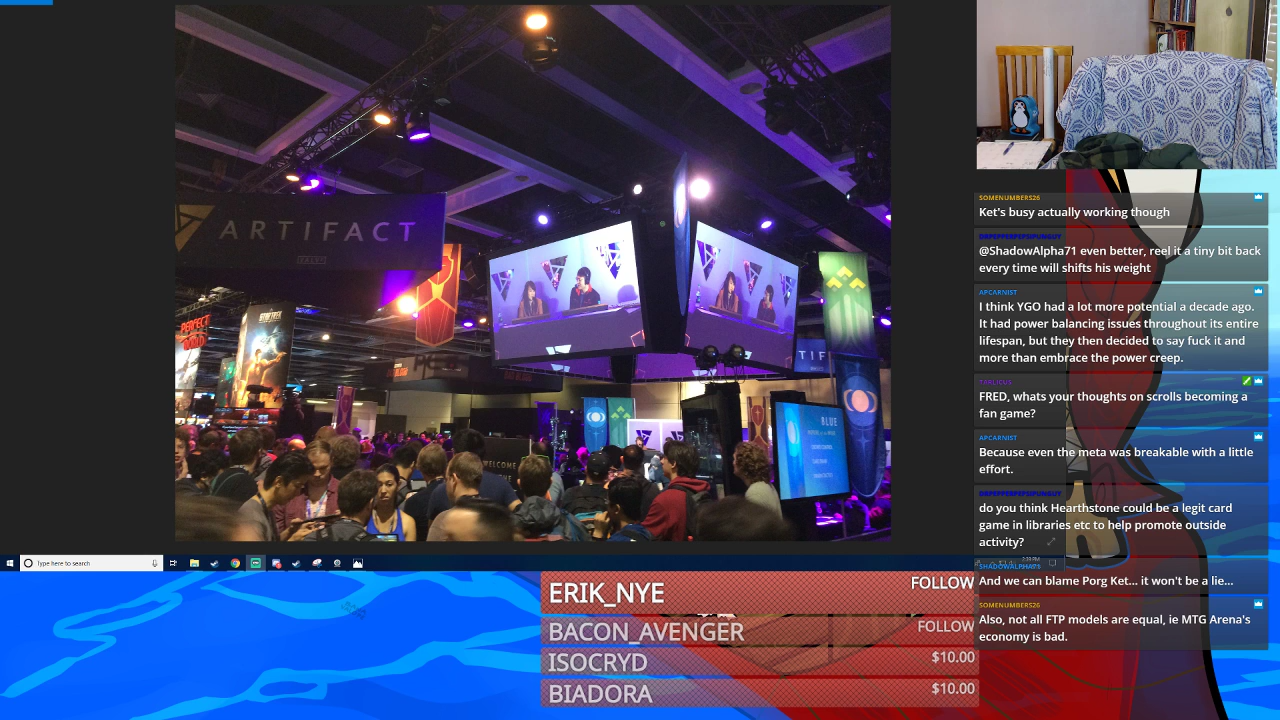 ARTIFACT
PERFECT
STAR TREK
TIF
BLUE
WELCOME
Type here to search
SOMENUMBERS26
Ket's busy actually working though
@ShadowAlpha71 even better, reel it a tiny bit back
every time will shifts his weight
APCARNIST
I think YGO had a lot more potential a decade ago.
It had power balancing issues throughout its entire
lifespan, but they then decided to say fuck it and
more than embrace the power creep.
FRED, whats your thoughts on scrolls becoming a
fan game?
APCARNIST
Because even the meta was breakable with a little
effort.
do you think Hearthstone could be a legit card
game in libraries etc to help promote outside
activity?
SHADOWALPHA71
And we can blame Porg Ket... it won't be a lie...
SOMENUMBERS26
Also, not all FTP models are equal, ie MTG Arena's
economy is bad.
ERIK_NYE FOLLOW
BACON_AVENGER FOLLOW
ISOCRYD $10.00
BIADORA $10.00